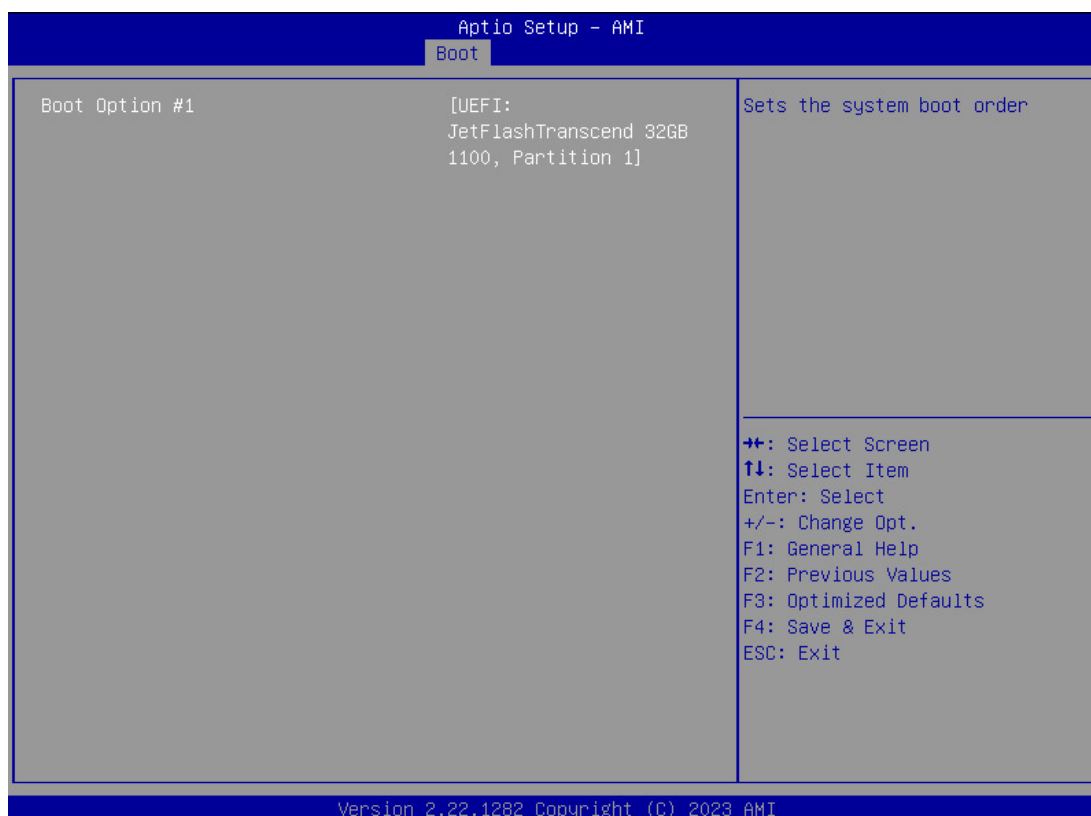 Aptio Setup – AMI
Boot
Boot Option #1
[UEFI:
JetFlashTranscend 32GB
1100, Partition 1]
Sets the system boot order
→←: Select Screen
↑↓: Select Item
Enter: Select
+/-: Change Opt.
F1: General Help
F2: Previous Values
F3: Optimized Defaults
F4: Save & Exit
ESC: Exit
Version 2.22.1282 Copyright (C) 2023 AMI